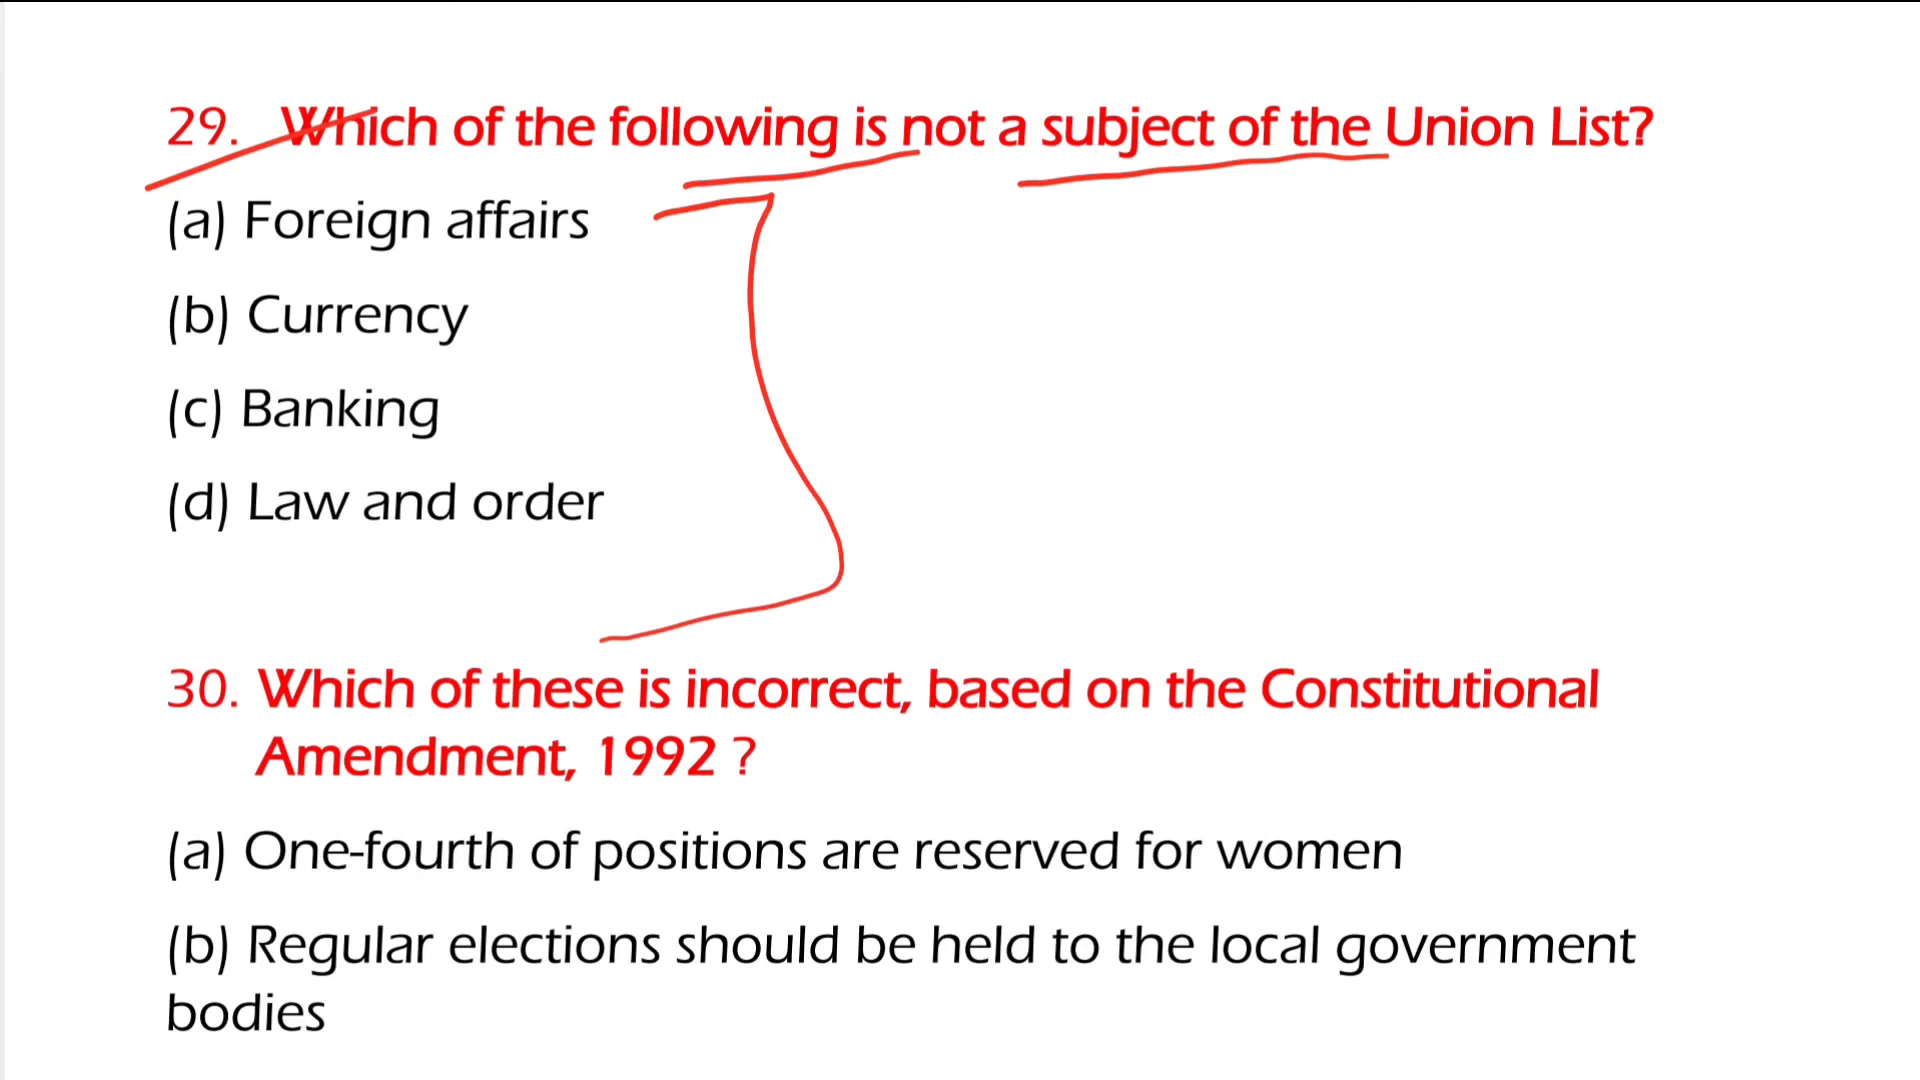 29. Which of the following is not a subject of the Union List?
(a) Foreign affairs
(b) Currency
(c) Banking
(d) Law and order
30. Which of these is incorrect, based on the Constitutional
Amendment, 1992 ?
(a) One-fourth of positions are reserved for women
(b) Regular elections should be held to the local government
bodies